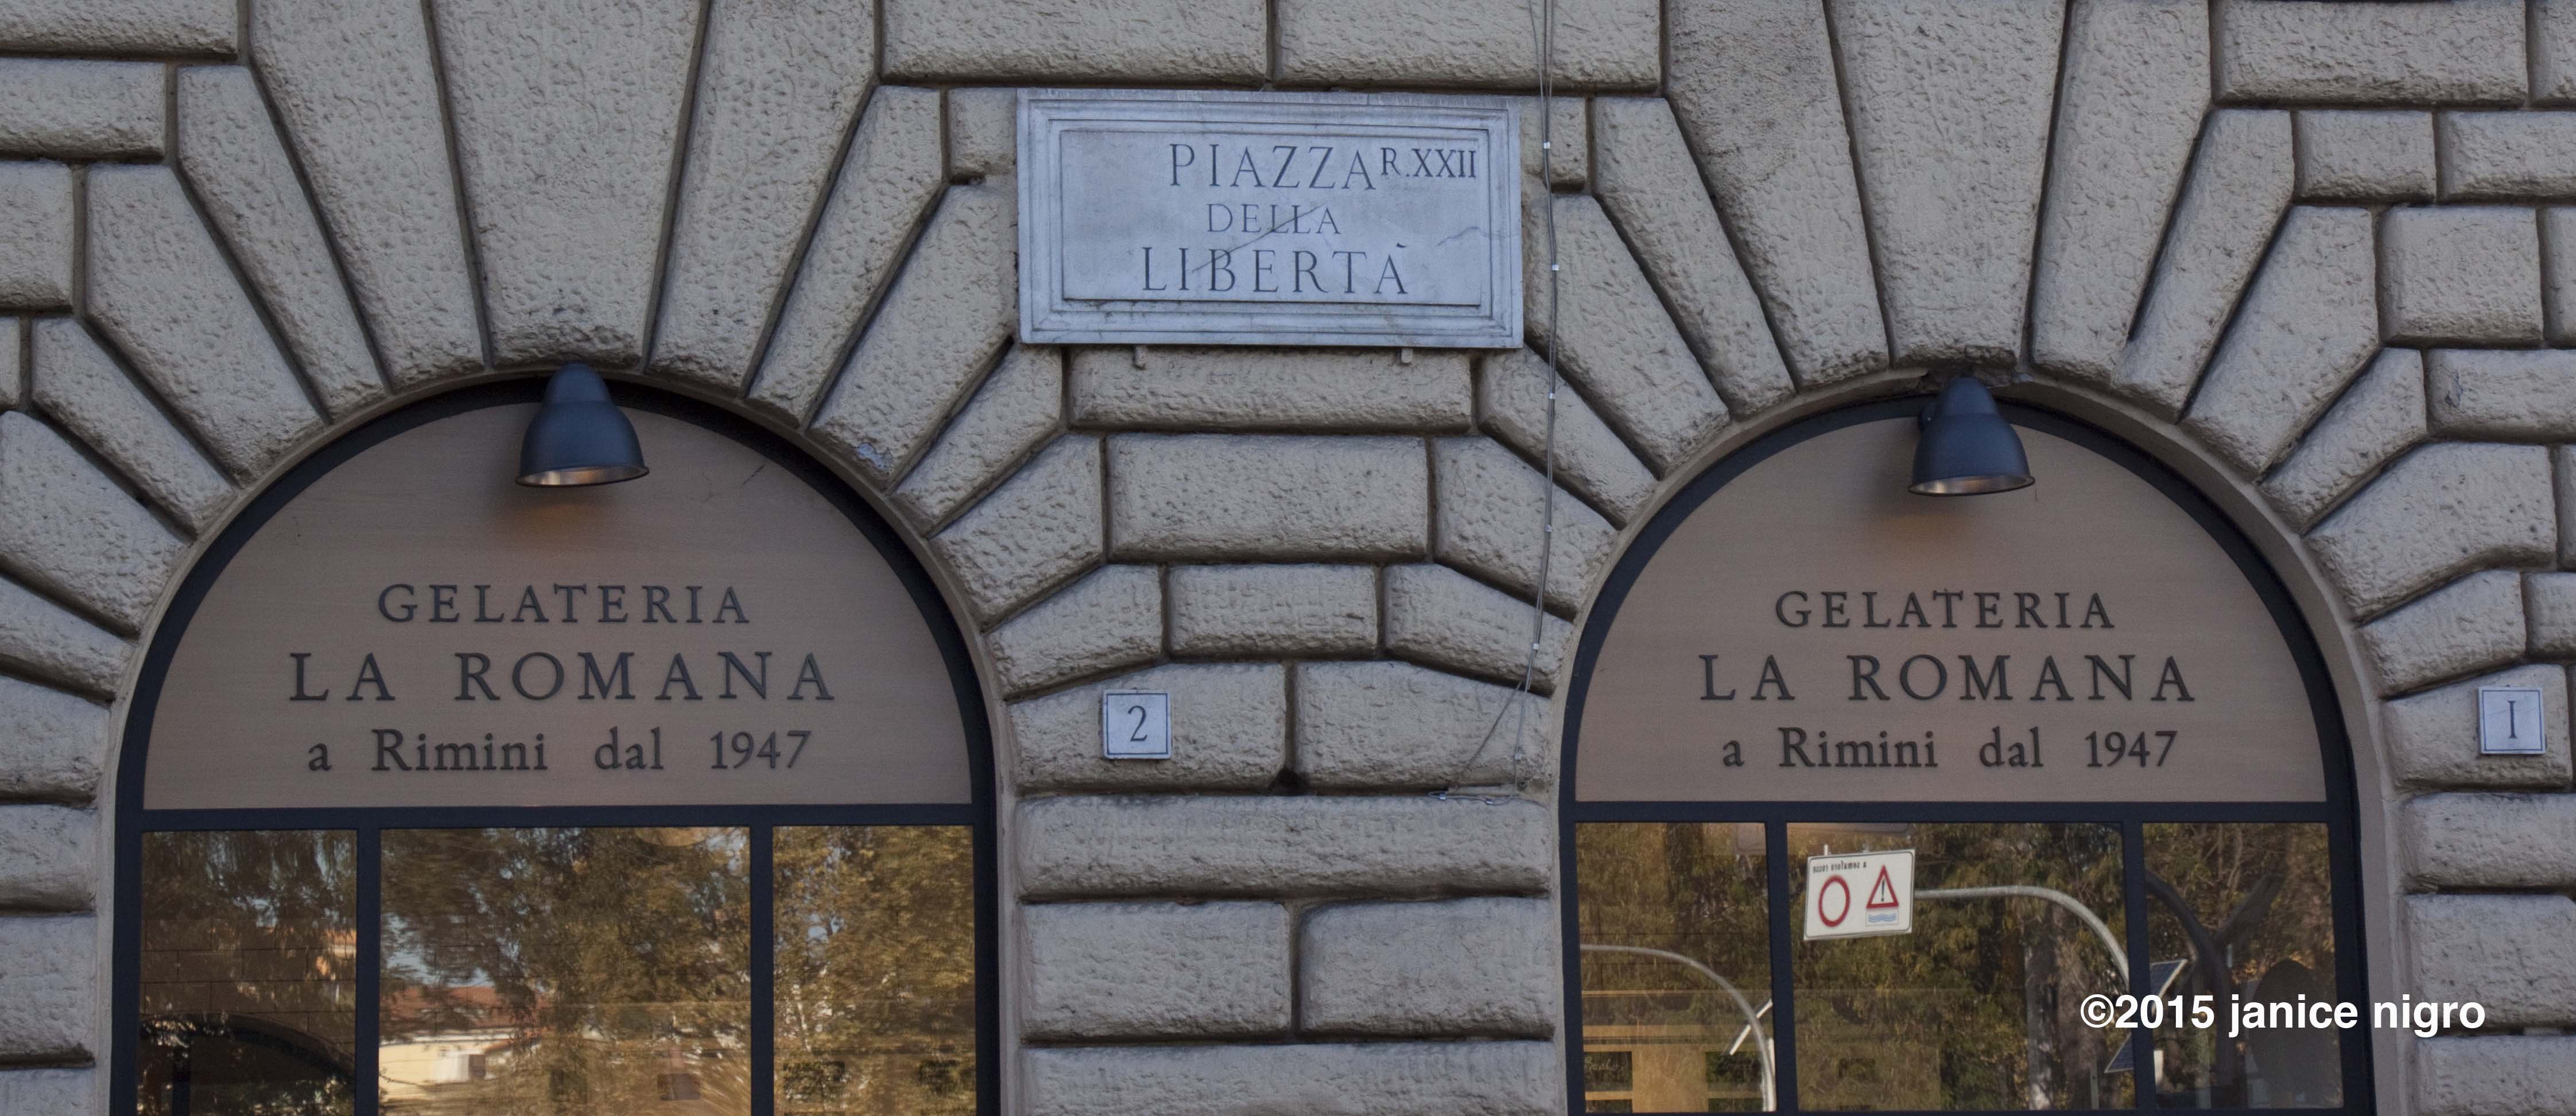 PIAZZA R.XXII
DELLA
LIBERTÀ
GELATERIA
LA ROMANA
a Rimini dal 1947
2
GELATERIA
LA ROMANA
a Rimini dal 1947
1
©2015 janice nigro